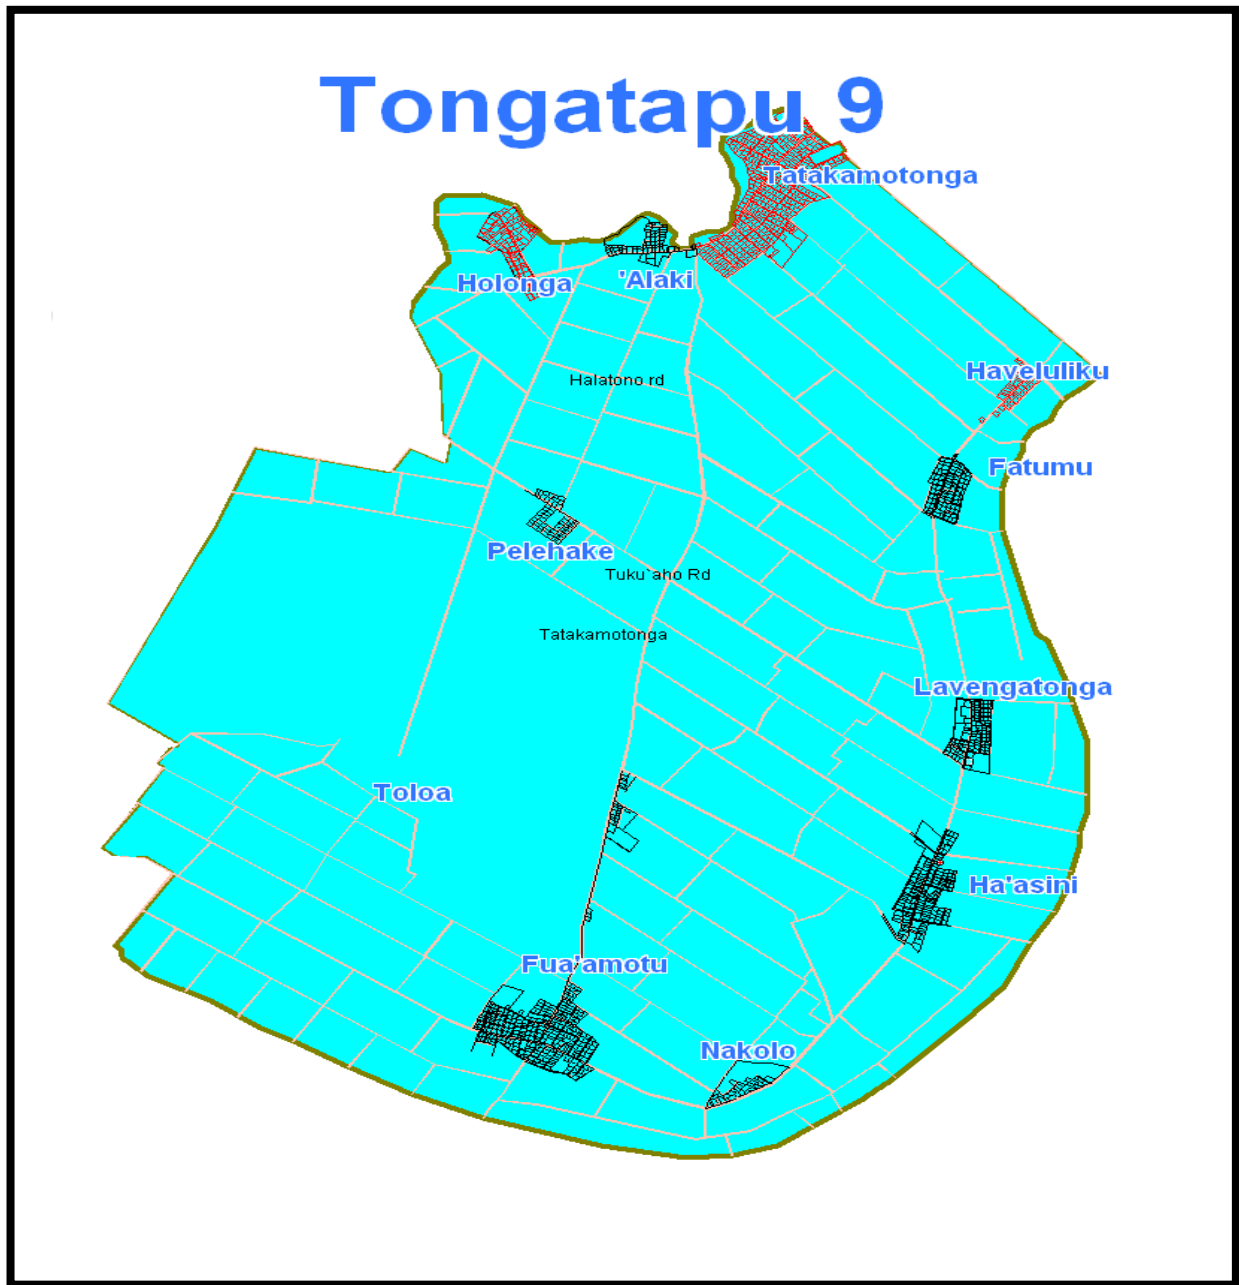 Tongatapu 9
Tatakamotonga
Holonga
'Alaki
Haveluliku
Halatono rd
Fatumu
Pelehake
Tuku`aho Rd
Tatakamotonga
Lavengatonga
Toloa
Ha'asini
Fua'amotu
Nakolo